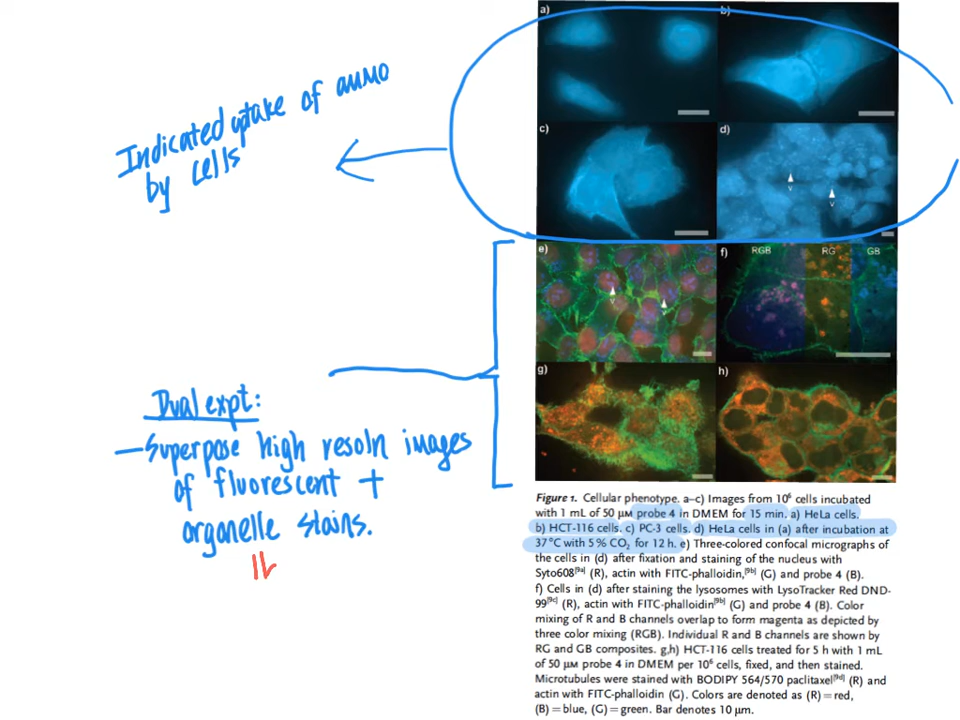 a)
b)
Indicated uptake of ammo
by cells
c)
d)
v
v
e)
v
v
f)
RGB
RG
GB
g)
h)
Dual expt:
– Superpose high resoln images
of fluorescent +
organelle stains.
Figure 1. Cellular phenotype. a–c) Images from 10⁶ cells incubated
with 1 mL of 50 μM probe 4 in DMEM for 15 min. a) HeLa cells.
b) HCT-116 cells. c) PC-3 cells. d) HeLa cells in (a) after incubation at
37°C with 5 % CO₂ for 12 h. e) Three-colored confocal micrographs of
the cells in (d) after fixation and staining of the nucleus with
Syto608[9a] (R), actin with FITC-phalloidin,[9b] (G) and probe 4 (B).
f) Cells in (d) after staining the lysosomes with LysoTracker Red DND-
99[9c] (R), actin with FITC-phalloidin[9b] (G) and probe 4 (B). Color
mixing of R and B channels overlap to form magenta as depicted by
three color mixing (RGB). Individual R and B channels are shown by
RG and GB composites. g,h) HCT-116 cells treated for 5 h with 1 mL
of 50 μM probe 4 in DMEM per 10⁶ cells, fixed, and then stained.
Microtubules were stained with BODIPY 564/570 paclitaxel[9d] (R) and
actin with FITC-phalloidin (G). Colors are denoted as (R) = red,
(B) = blue, (G) = green. Bar denotes 10 μm.